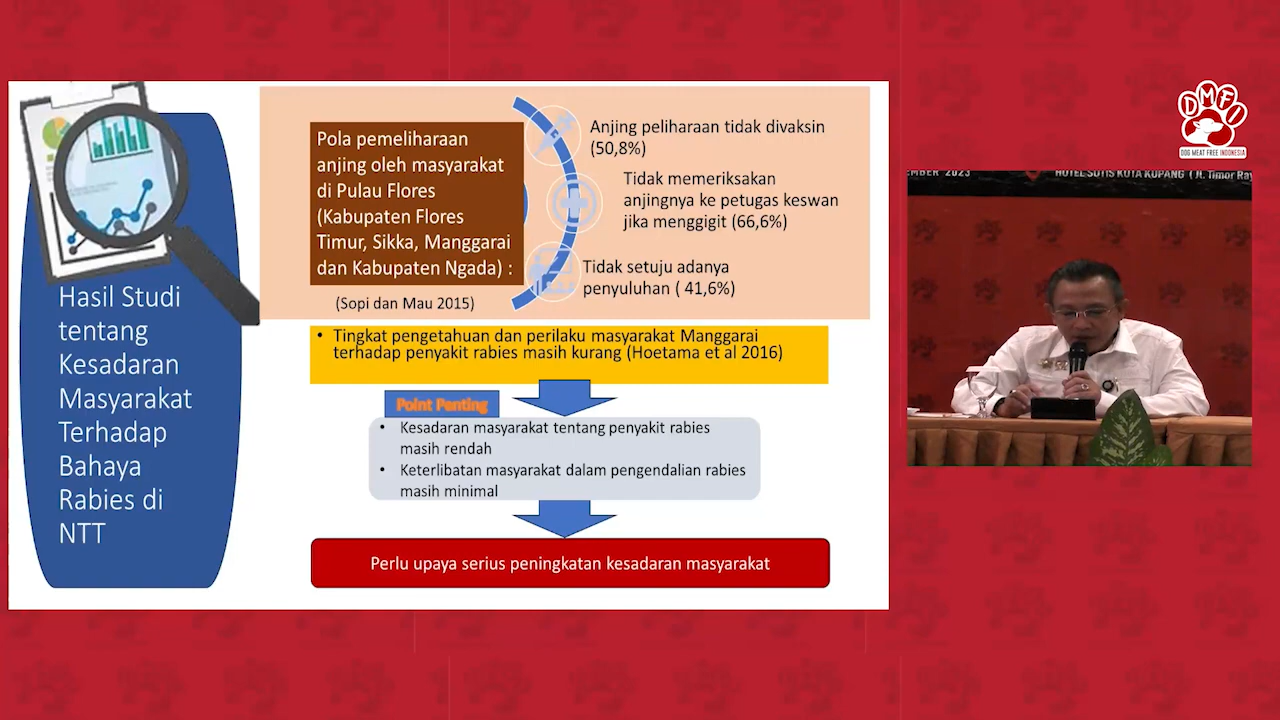 Hasil Studi
tentang
Kesadaran
Masyarakat
Terhadap
Bahaya
Rabies di
NTT
Pola pemeliharaan
anjing oleh masyarakat
di Pulau Flores
(Kabupaten Flores
Timur, Sikka, Manggarai
dan Kabupaten Ngada) :
(Sopi dan Mau 2015)
Anjing peliharaan tidak divaksin
(50,8%)
Tidak memeriksakan
anjingnya ke petugas keswan
jika menggigit (66,6%)
Tidak setuju adanya
penyuluhan ( 41,6%)
• Tingkat pengetahuan dan perilaku masyarakat Manggarai
terhadap penyakit rabies masih kurang (Hoetama et al 2016)
Point Penting
• Kesadaran masyarakat tentang penyakit rabies
masih rendah
• Keterlibatan masyarakat dalam pengendalian rabies
masih minimal
Perlu upaya serius peningkatan kesadaran masyarakat
DMFI
DOG MEAT FREE INDONESIA
EMBER 2023 HOTEL SOTIS KOTA KUPANG ( JL. Timor Ray